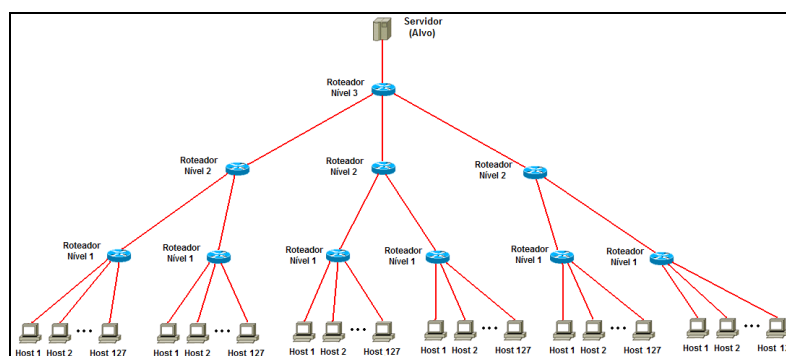 Servidor
(Alvo)
Roteador
Nível 3
Roteador
Nível 2
Roteador
Nível 2
Roteador
Nível 2
Roteador
Nível 1
Roteador
Nível 1
Roteador
Nível 1
Roteador
Nível 1
Roteador
Nível 1
Roteador
Nível 1
Host 1 Host 2 ... Host 127
Host 1 Host 2 ... Host 127
Host 1 Host 2 ... Host 127
Host 1 Host 2 ... Host 127
Host 1 Host 2 ... Host 127
Host 1 Host 2 ... Host